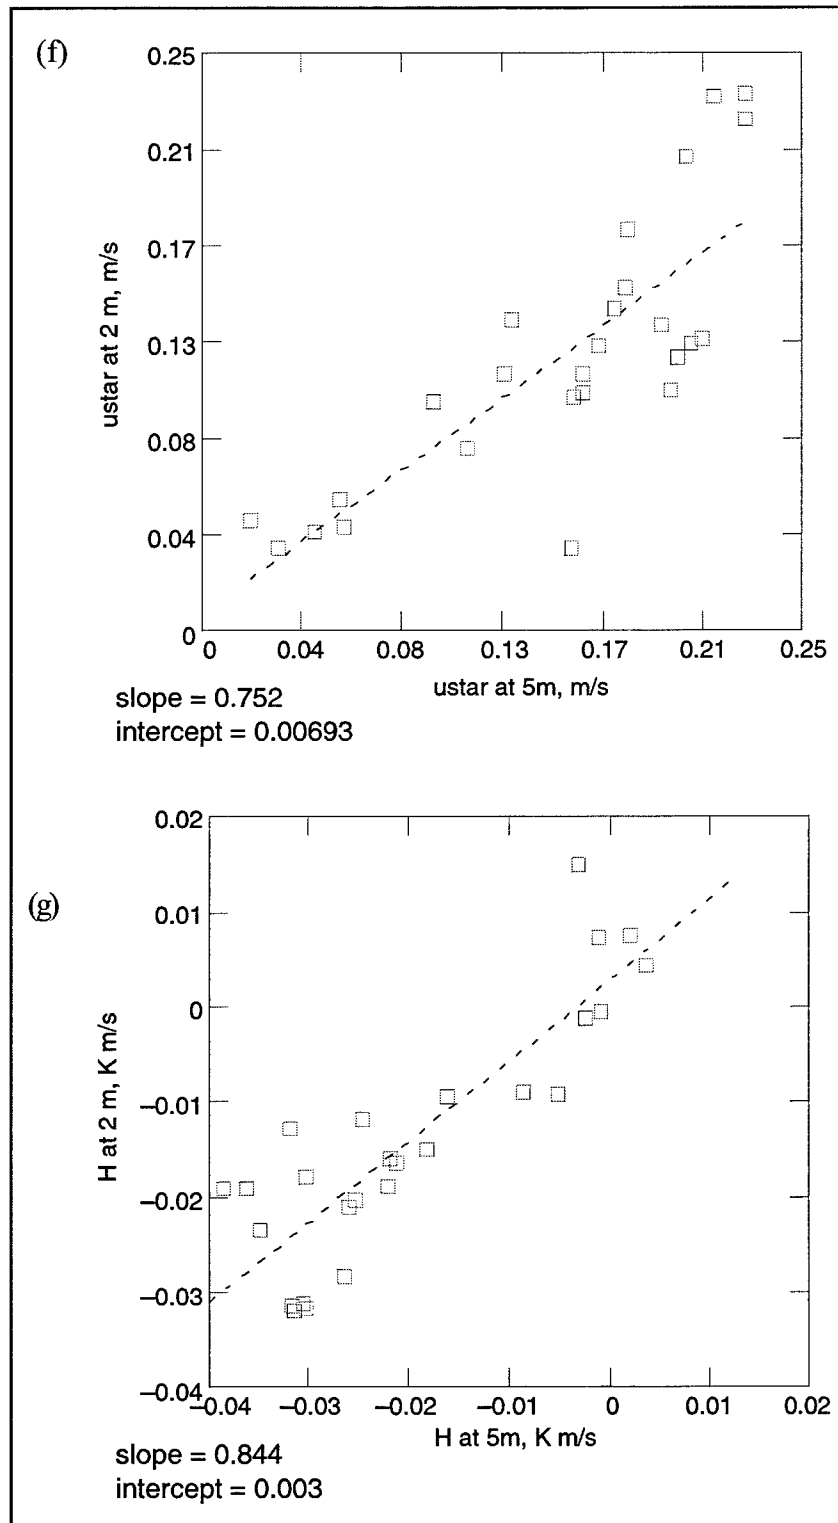 (f)
0.25
0.21
0.17
0.13
0.08
0.04
0
ustar at 2 m, m/s
0 0.04 0.08 0.13 0.17 0.21 0.25
ustar at 5m, m/s
slope = 0.752
intercept = 0.00693
(g)
0.02
0.01
0
–0.01
–0.02
–0.03
–0.04
H at 2 m, K m/s
–0.04 –0.03 –0.02 –0.01 0 0.01 0.02
H at 5m, K m/s
slope = 0.844
intercept = 0.003